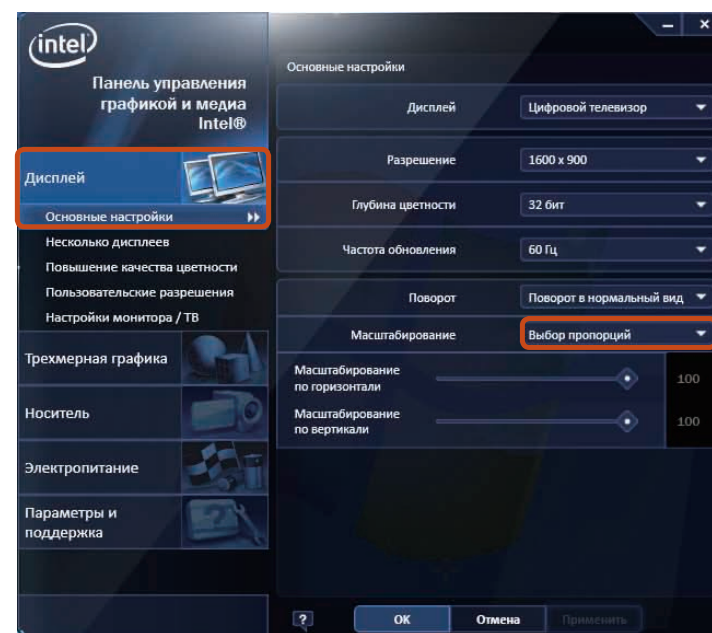 intel
Панель управления
графикой и медиа
Intel®
Дисплей
Основные настройки
Несколько дисплеев
Повышение качества цветности
Пользовательские разрешения
Настройки монитора / ТВ
Трехмерная графика
Носитель
Электропитание
Параметры и
поддержка
Основные настройки
Дисплей Цифровой телевизор
Разрешение 1600 x 900
Глубина цветности 32 бит
Частота обновления 60 Гц
Поворот Поворот в нормальный вид
Масштабирование Выбор пропорций
Масштабирование
по горизонтали
100
Масштабирование
по вертикали
100
? ОК Отмена Применить